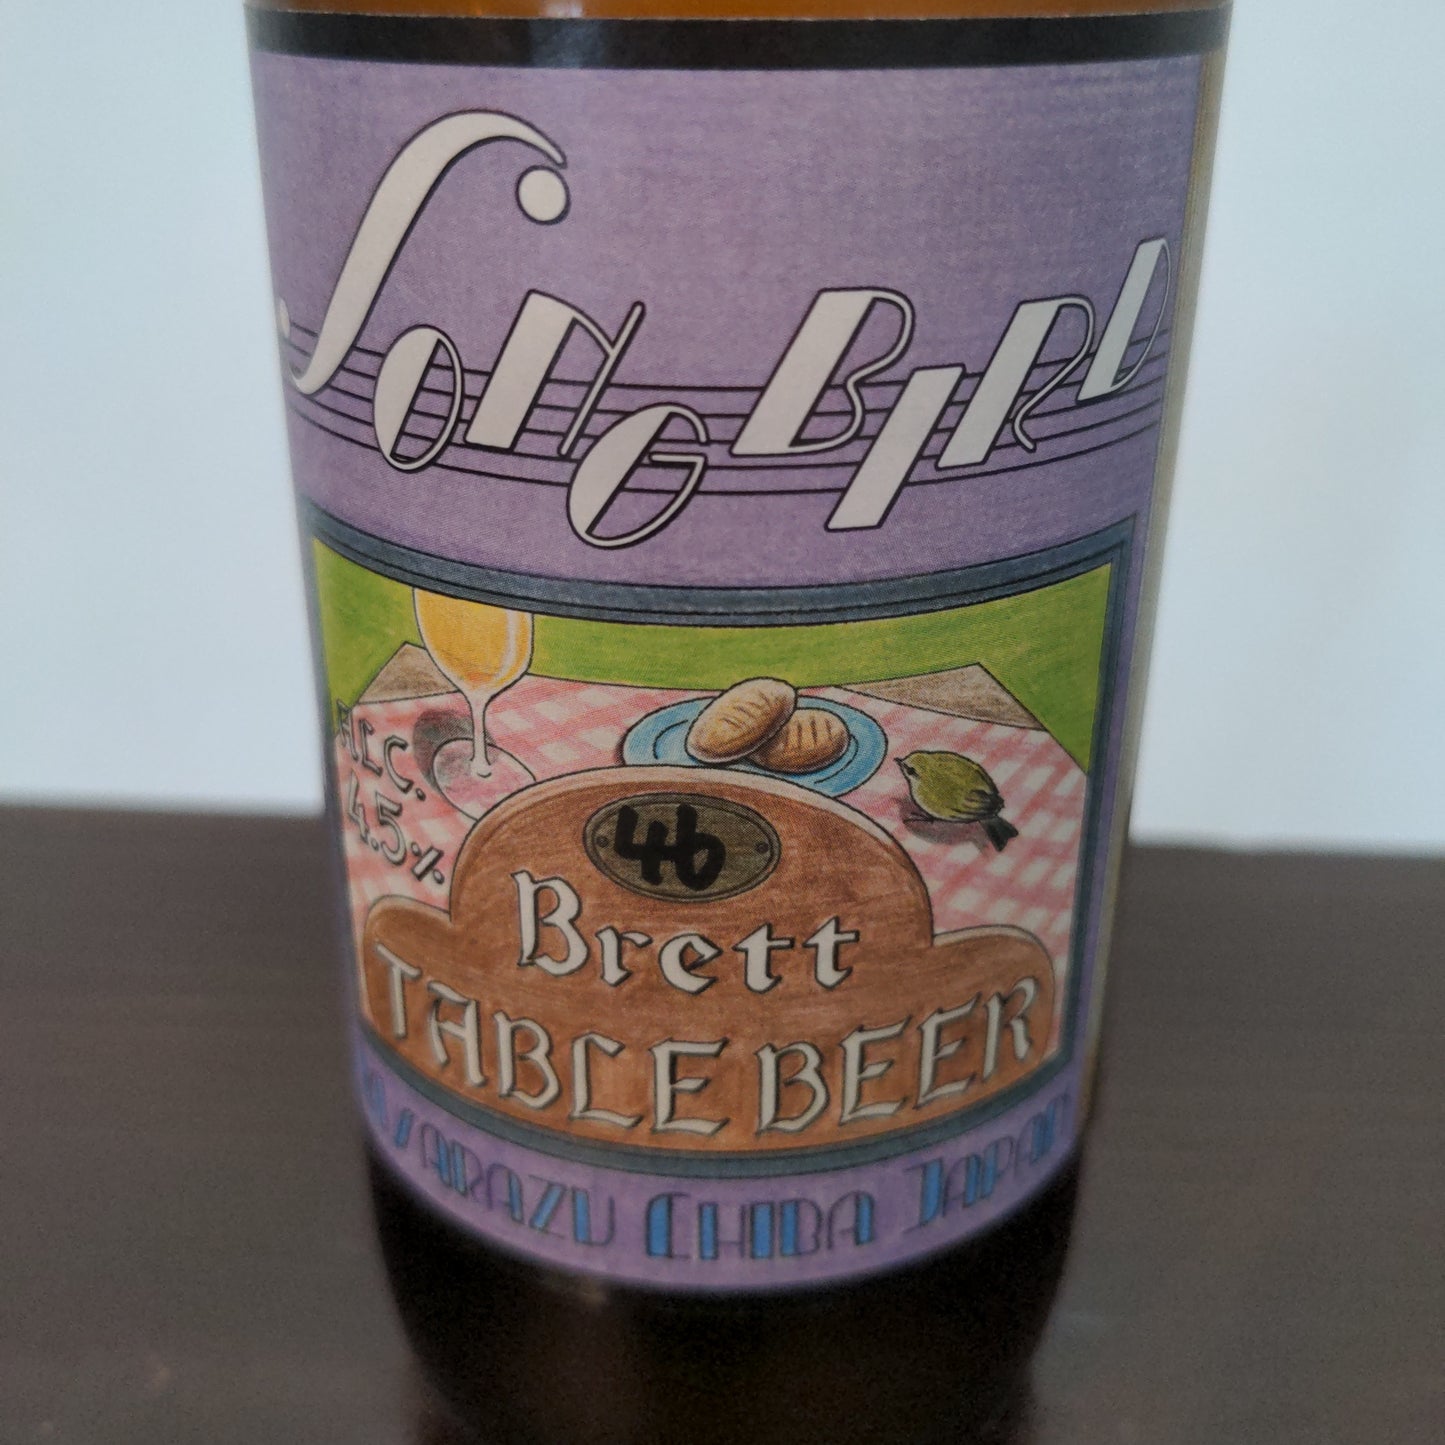 SONGBIRD
ALC.
4.5%
46
Brett
TABLE BEER
CHIBA JAPAN